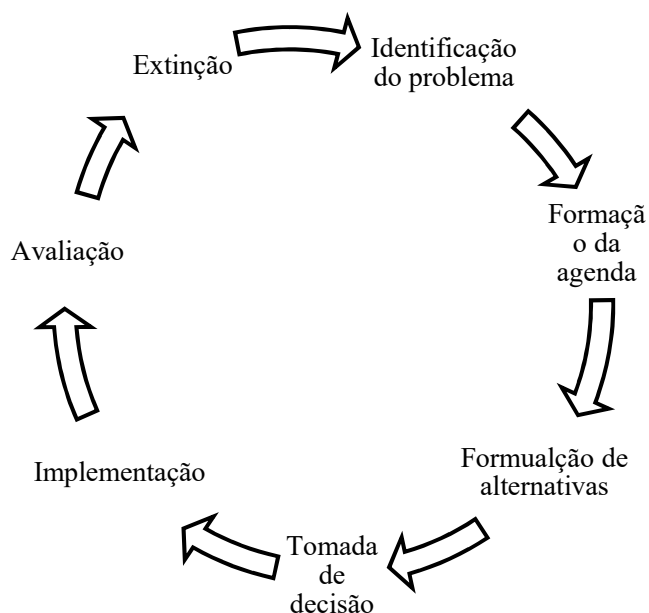 Identificação
do problema
Formaçã
o da
agenda
Formualção de
alternativas
Tomada
de
decisão
Implementação
Avaliação
Extinção